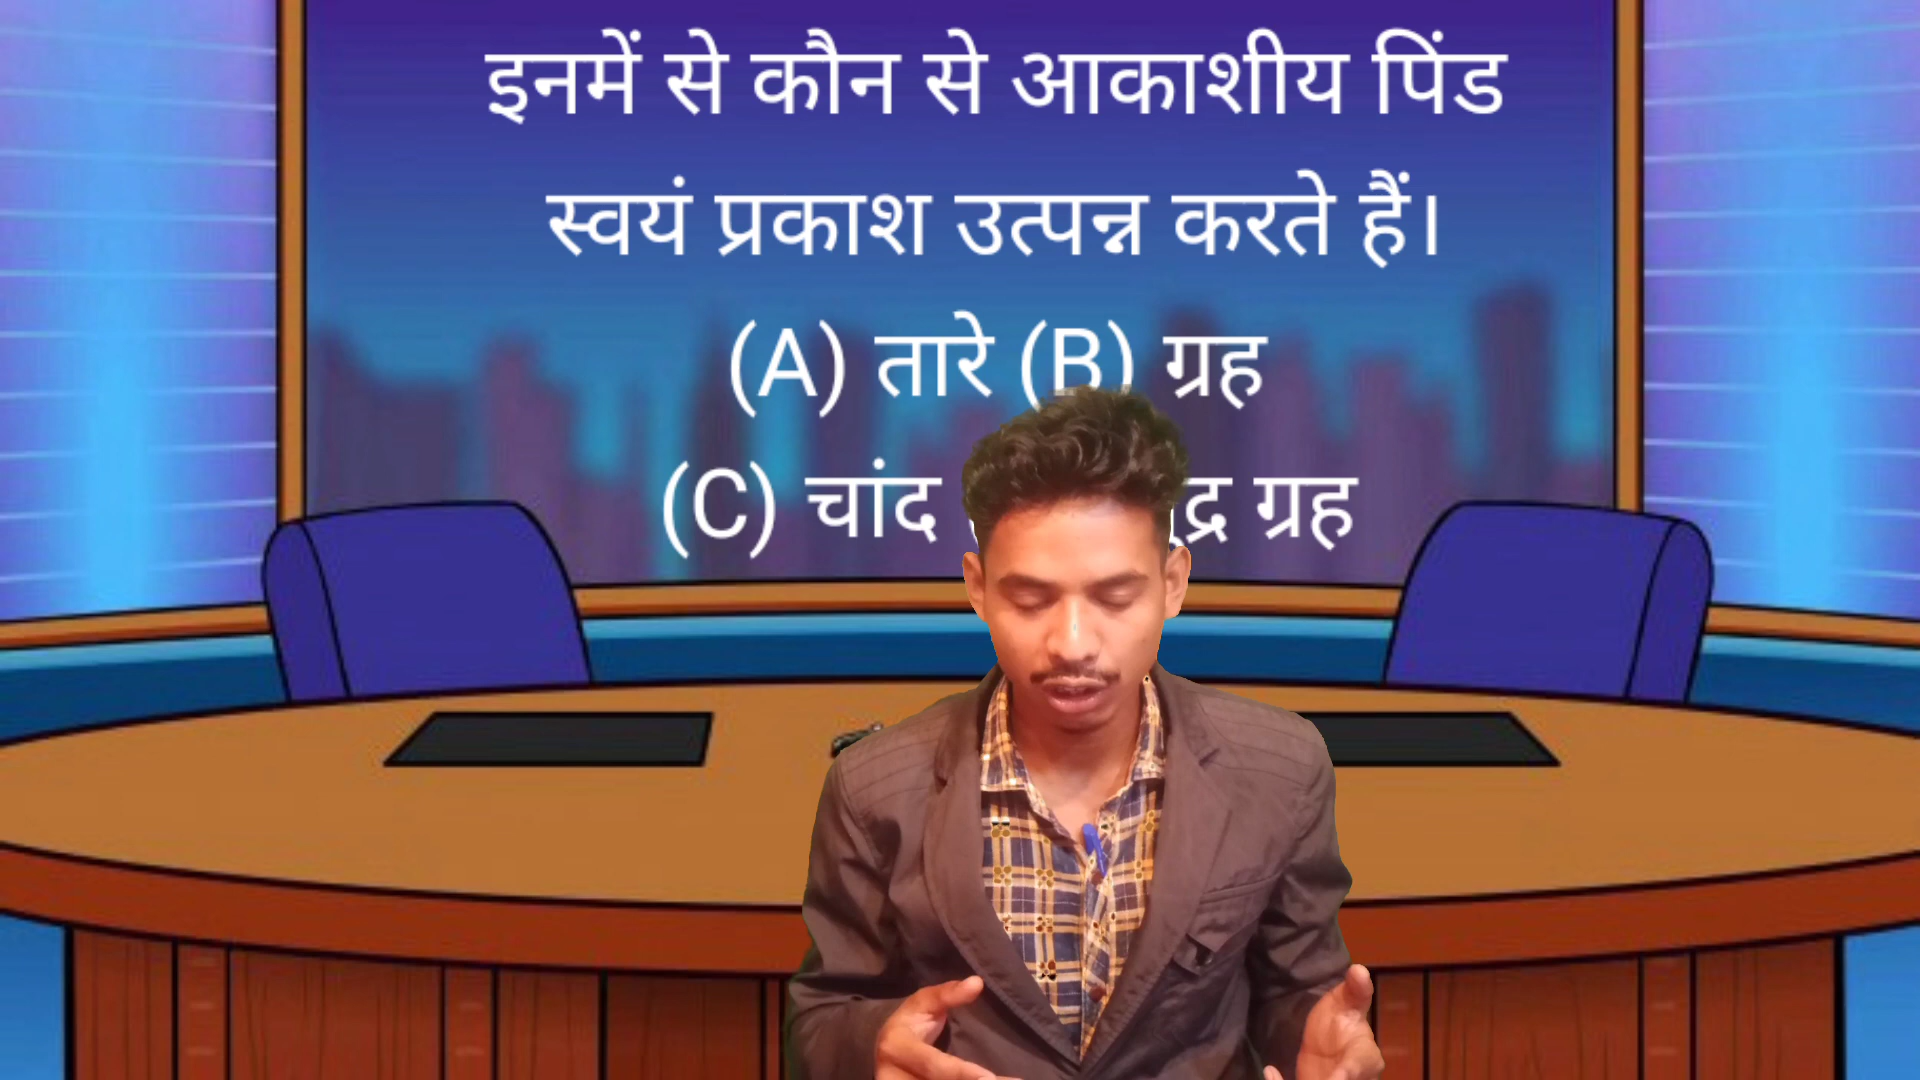 इनमें से कौन से आकाशीय पिंड
स्वयं प्रकाश उत्पन्न करते हैं।
(A) तारे (B) ग्रह
(C) चांद ग्रह